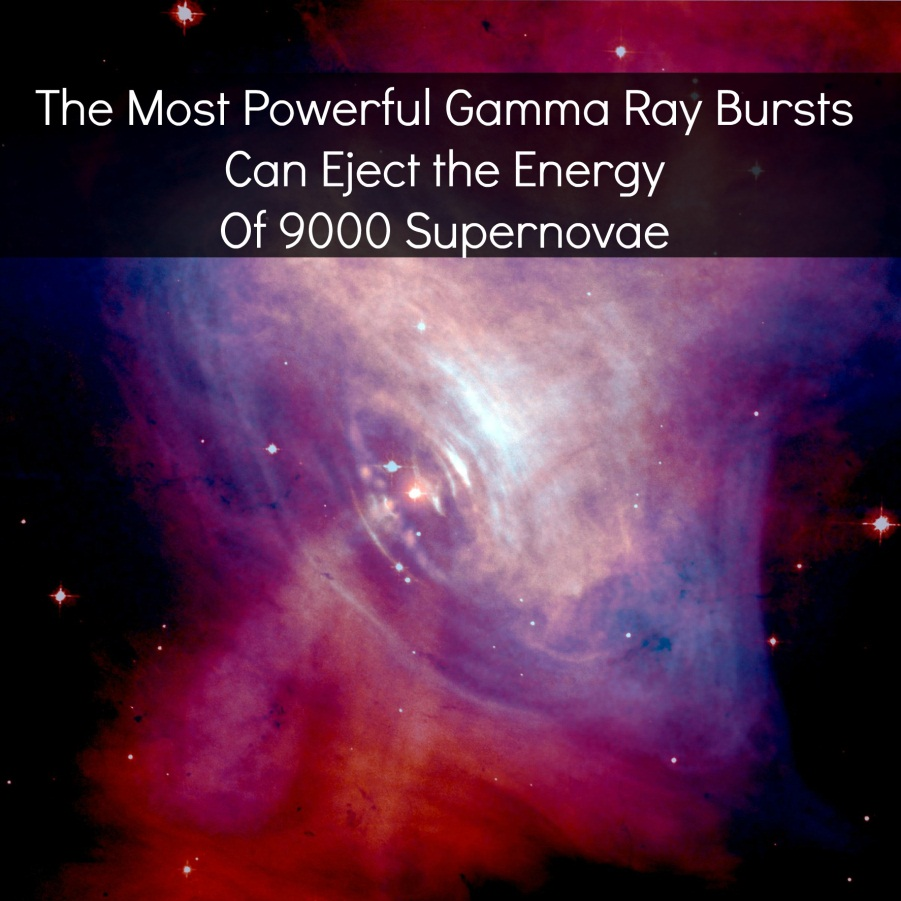 The Most Powerful Gamma Ray Bursts
Can Eject the Energy
Of 9000 Supernovae